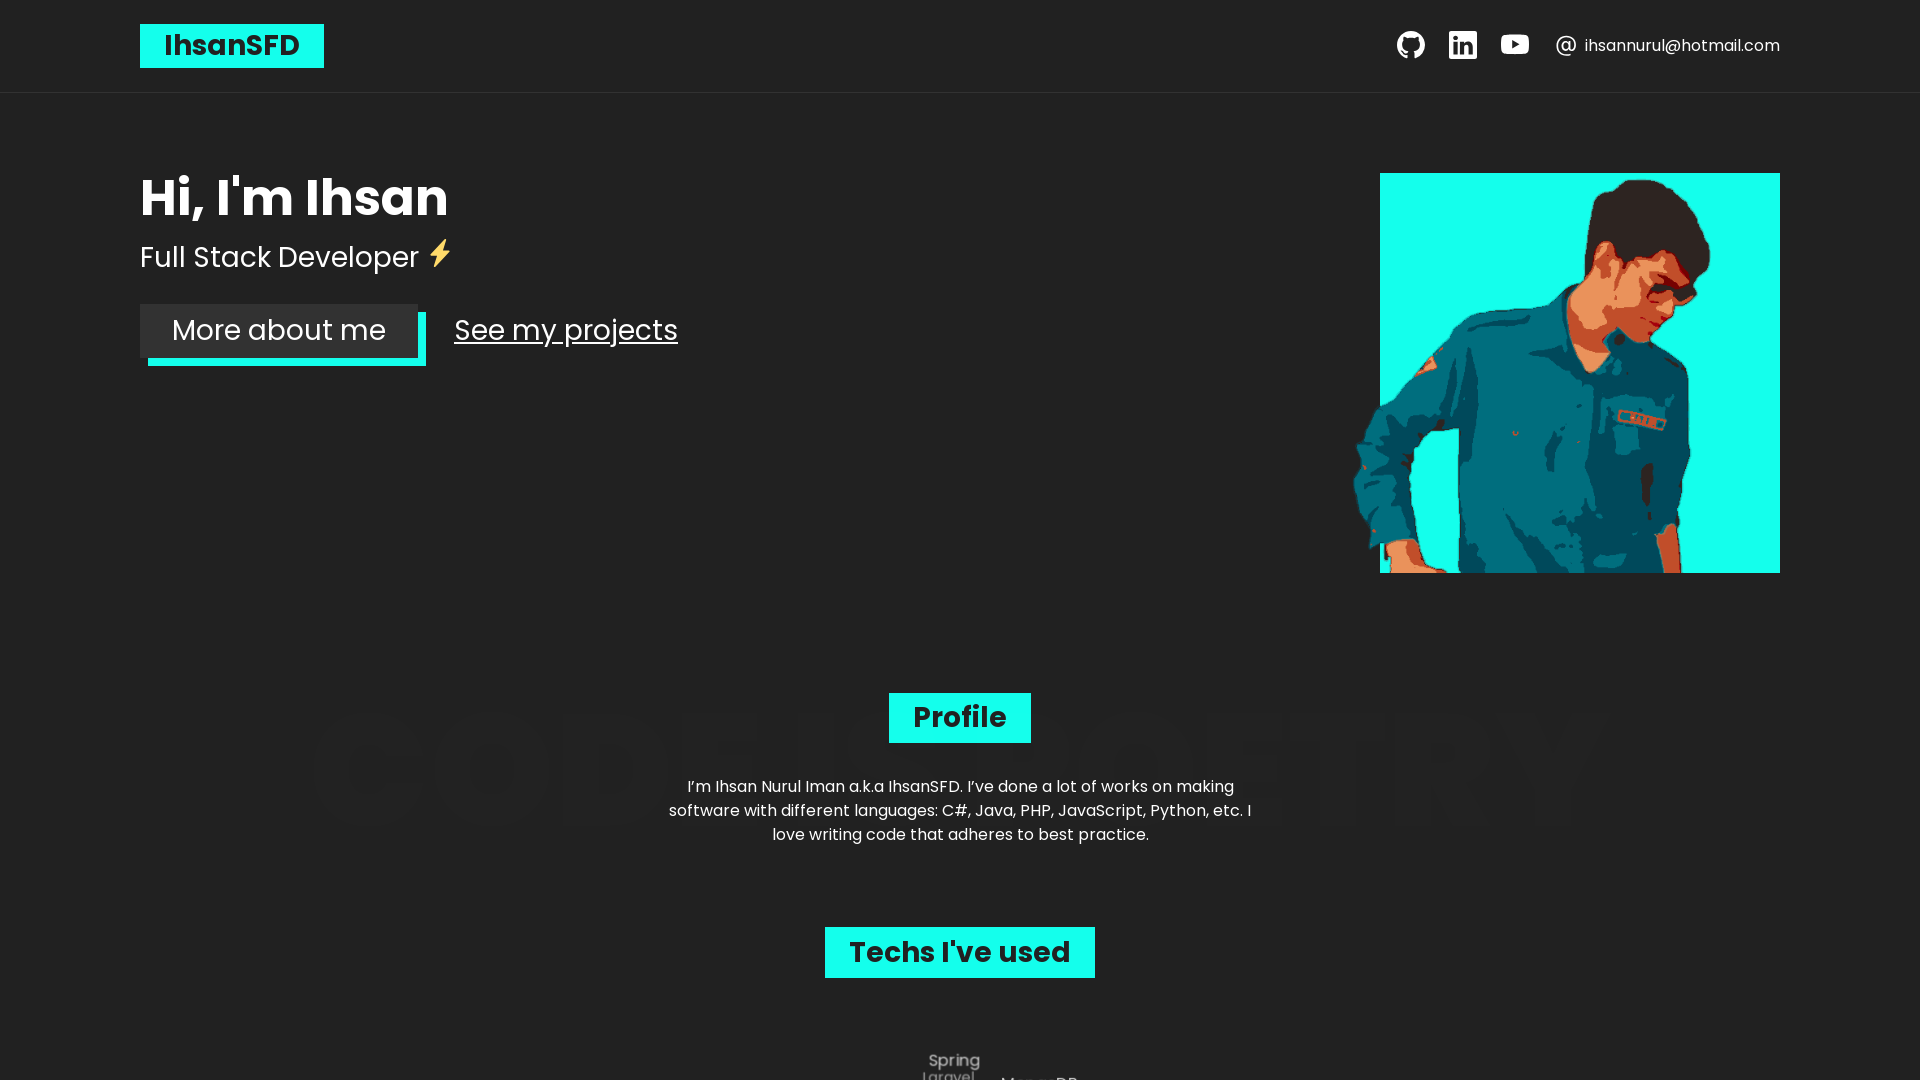 IhsanSFD
@ ihsannurul@hotmail.com
Hi, I'm Ihsan
Full Stack Developer ⚡
More about me
See my projects
Profile
I’m Ihsan Nurul Iman a.k.a IhsanSFD. I’ve done a lot of works on making
software with different languages: C#, Java, PHP, JavaScript, Python, etc. I
love writing code that adheres to best practice.
Techs I've used
Spring
Laravel
MongoDB